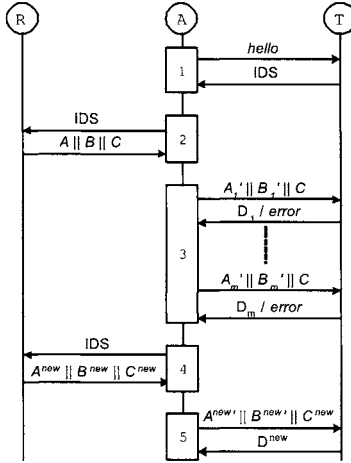 R A T
hello
1
IDS
IDS
2
A || B || C
A₁' || B₁' || C
D₁ / error
3
Aₘ' || Bₘ' || C
Dₘ / error
IDS
4
Aⁿᵉʷ || Bⁿᵉʷ || Cⁿᵉʷ
Aⁿᵉʷ' || Bⁿᵉʷ' || Cⁿᵉʷ
5
Dⁿᵉʷ